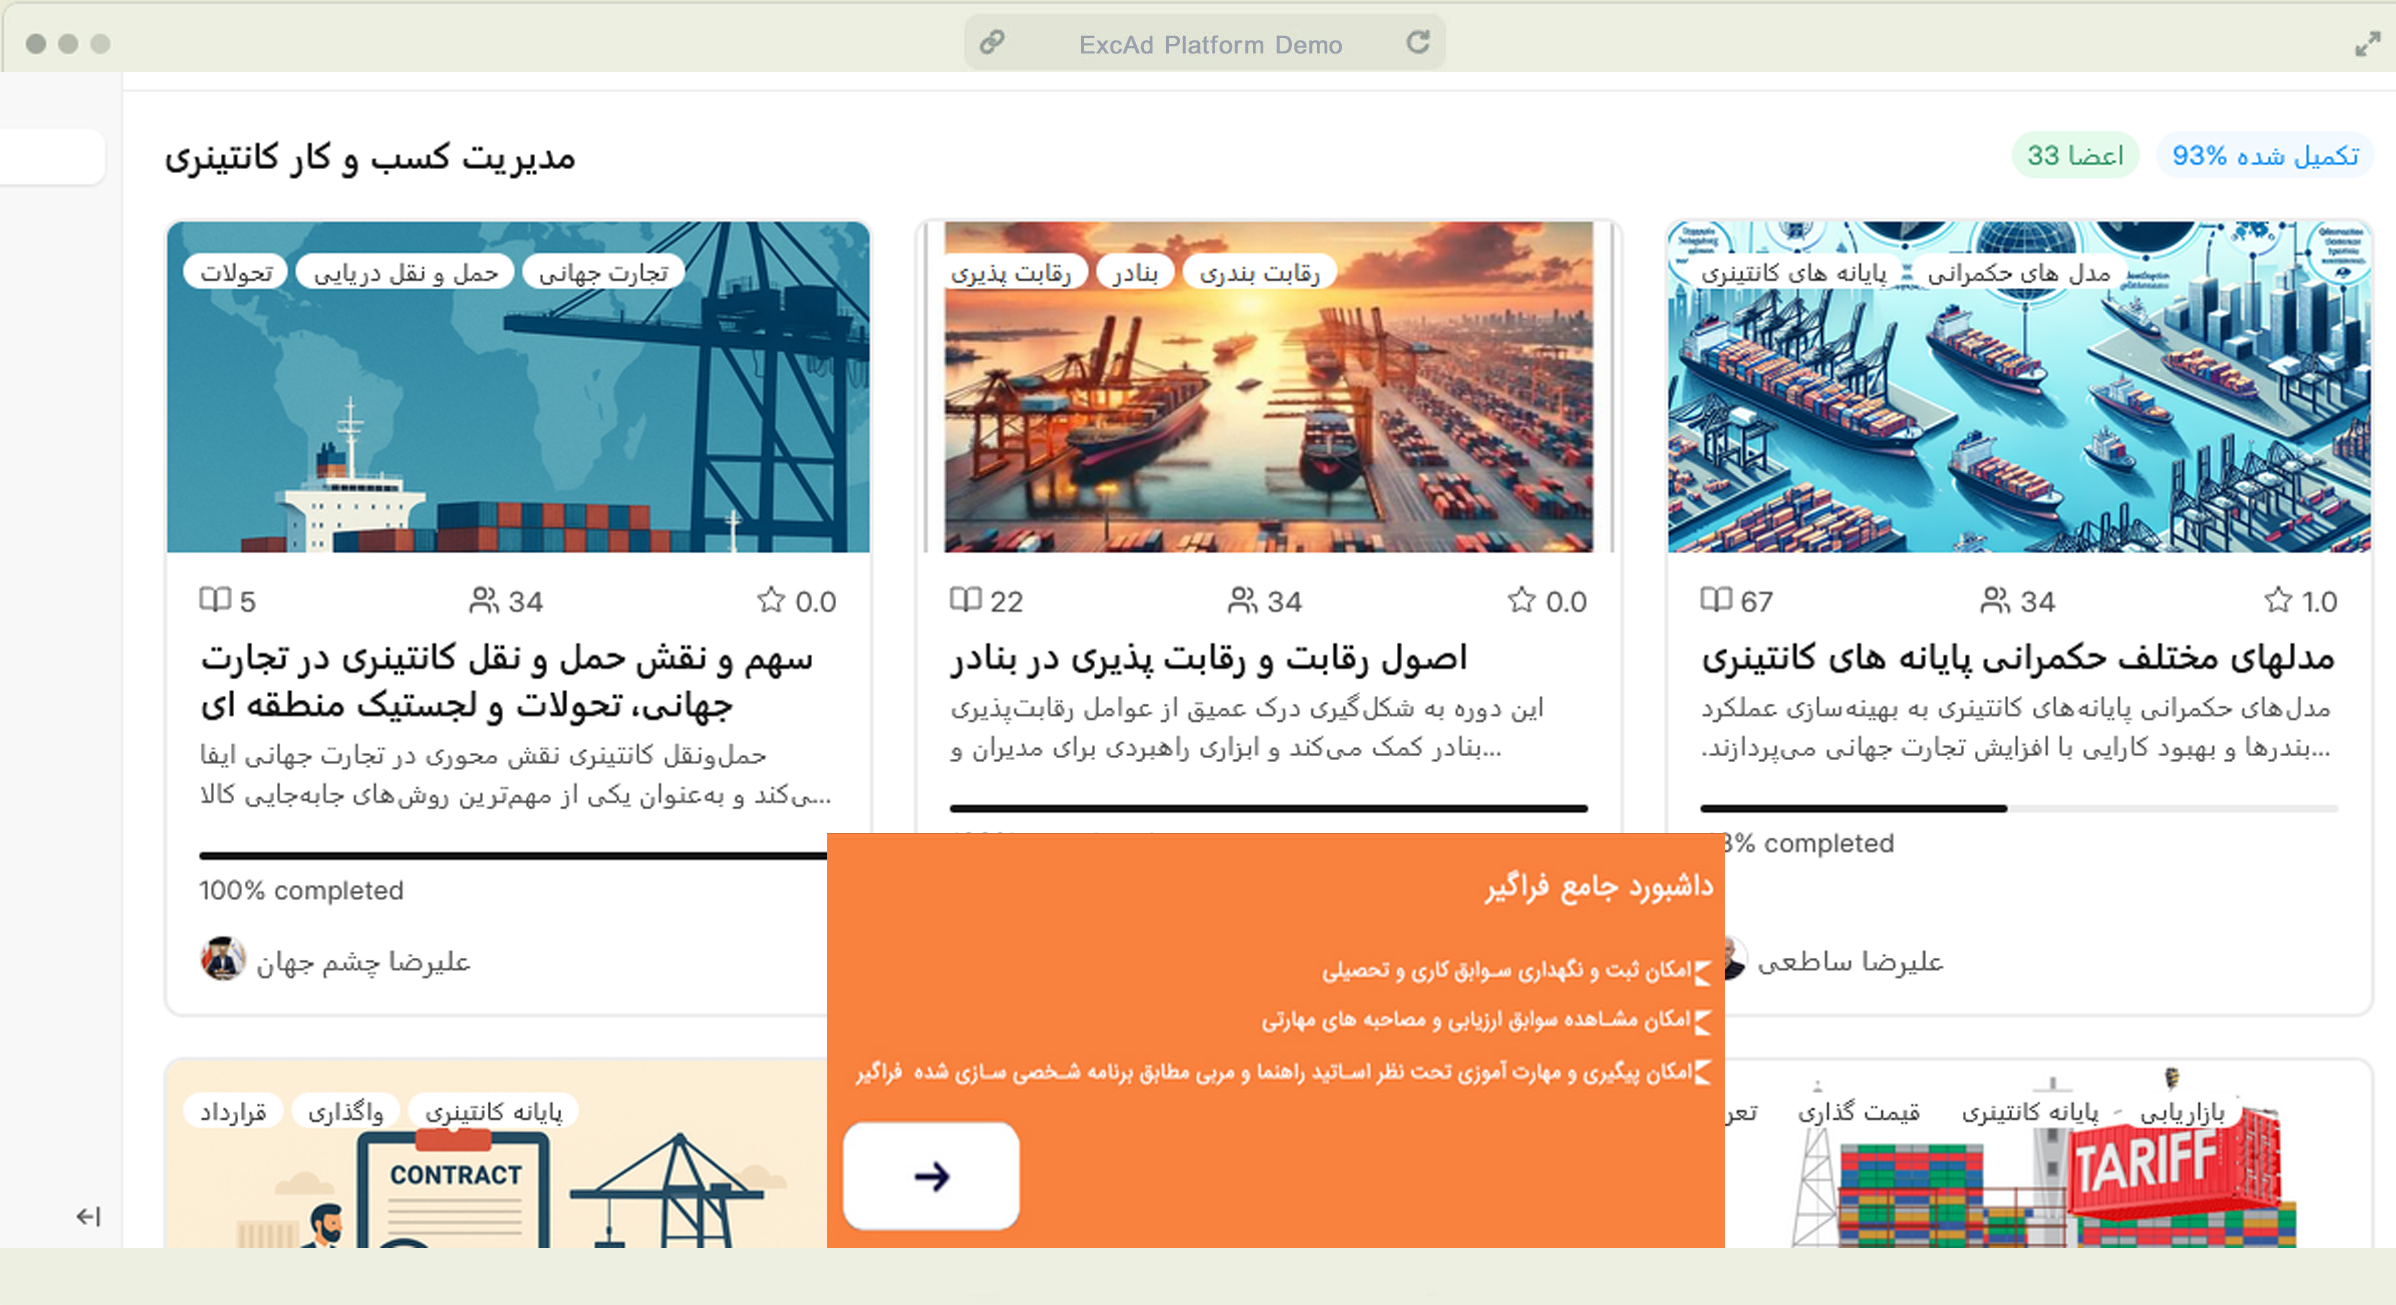 ExcAd Platform Demo
مدیریت کسب و کار کانتینری
اعضا 33
تکمیل شده %93
تحولات
حمل و نقل دریایی
تجارت جهانی
5
34
0.0
سهم و نقش حمل و نقل کانتینری در تجارت
جهانی، تحولات و لجستیک منطقه ای
حمل‌ونقل کانتینری نقش محوری در تجارت جهانی ایفا
...ی‌کند و به‌عنوان یکی از مهم‌ترین روش‌های جابه‌جایی کالا
100% completed
علیرضا چشم جهان
رقابت پذیری
بنادر
رقابت بندری
22
34
0.0
اصول رقابت و رقابت پذیری در بنادر
این دوره به شکل‌گیری درک عمیق از عوامل رقابت‌پذیری
...بنادر کمک می‌کند و ابزاری راهبردی برای مدیران و
پایانه های کانتینری
مدل های حکمرانی
67
34
1.0
مدلهای مختلف حکمرانی پایانه های کانتینری
مدل‌های حکمرانی پایانه‌های کانتینری به بهینه‌سازی عملکرد
...بندرها و بهبود کارایی با افزایش تجارت جهانی می‌پردازند.
8% completed
علیرضا ساطعی
داشبورد جامع فراگیر
امکان ثبت و نگهداری سوابق کاری و تحصیلی
امکان مشاهده سوابق ارزیابی و مصاحبه های مهارتی
امکان پیگیری و مهارت آموزی تحت نظر اساتید راهنما و مربی مطابق برنامه شخصی سازی شده فراگیر
قرارداد
واگذاری
پایانه کانتینری
CONTRACT
تعر
قیمت گذاری
پایانه کانتینری
بازاریابی
TARIFF